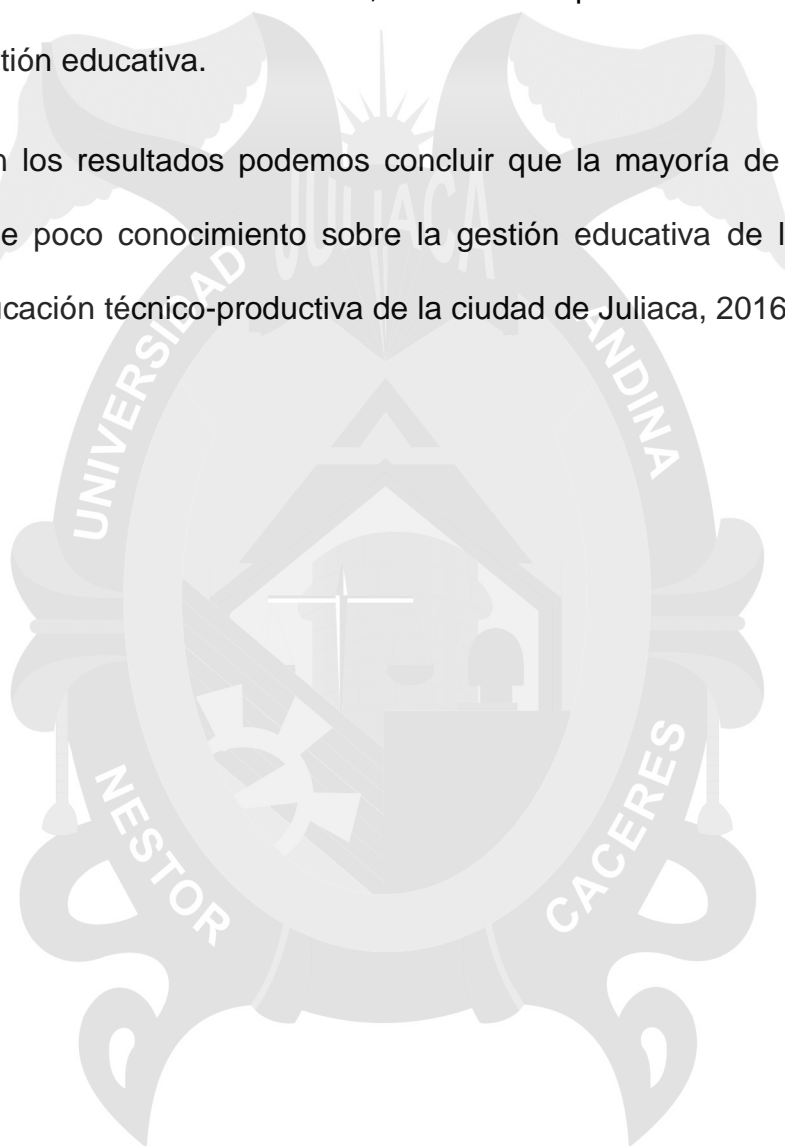 tión educativa.
n los resultados podemos concluir que la mayoría de
e poco conocimiento sobre la gestión educativa de l
ucación técnico-productiva de la ciudad de Juliaca, 2016
JULIACA
UNIVERSIDAD
ANDINA
NESTOR
CACERES